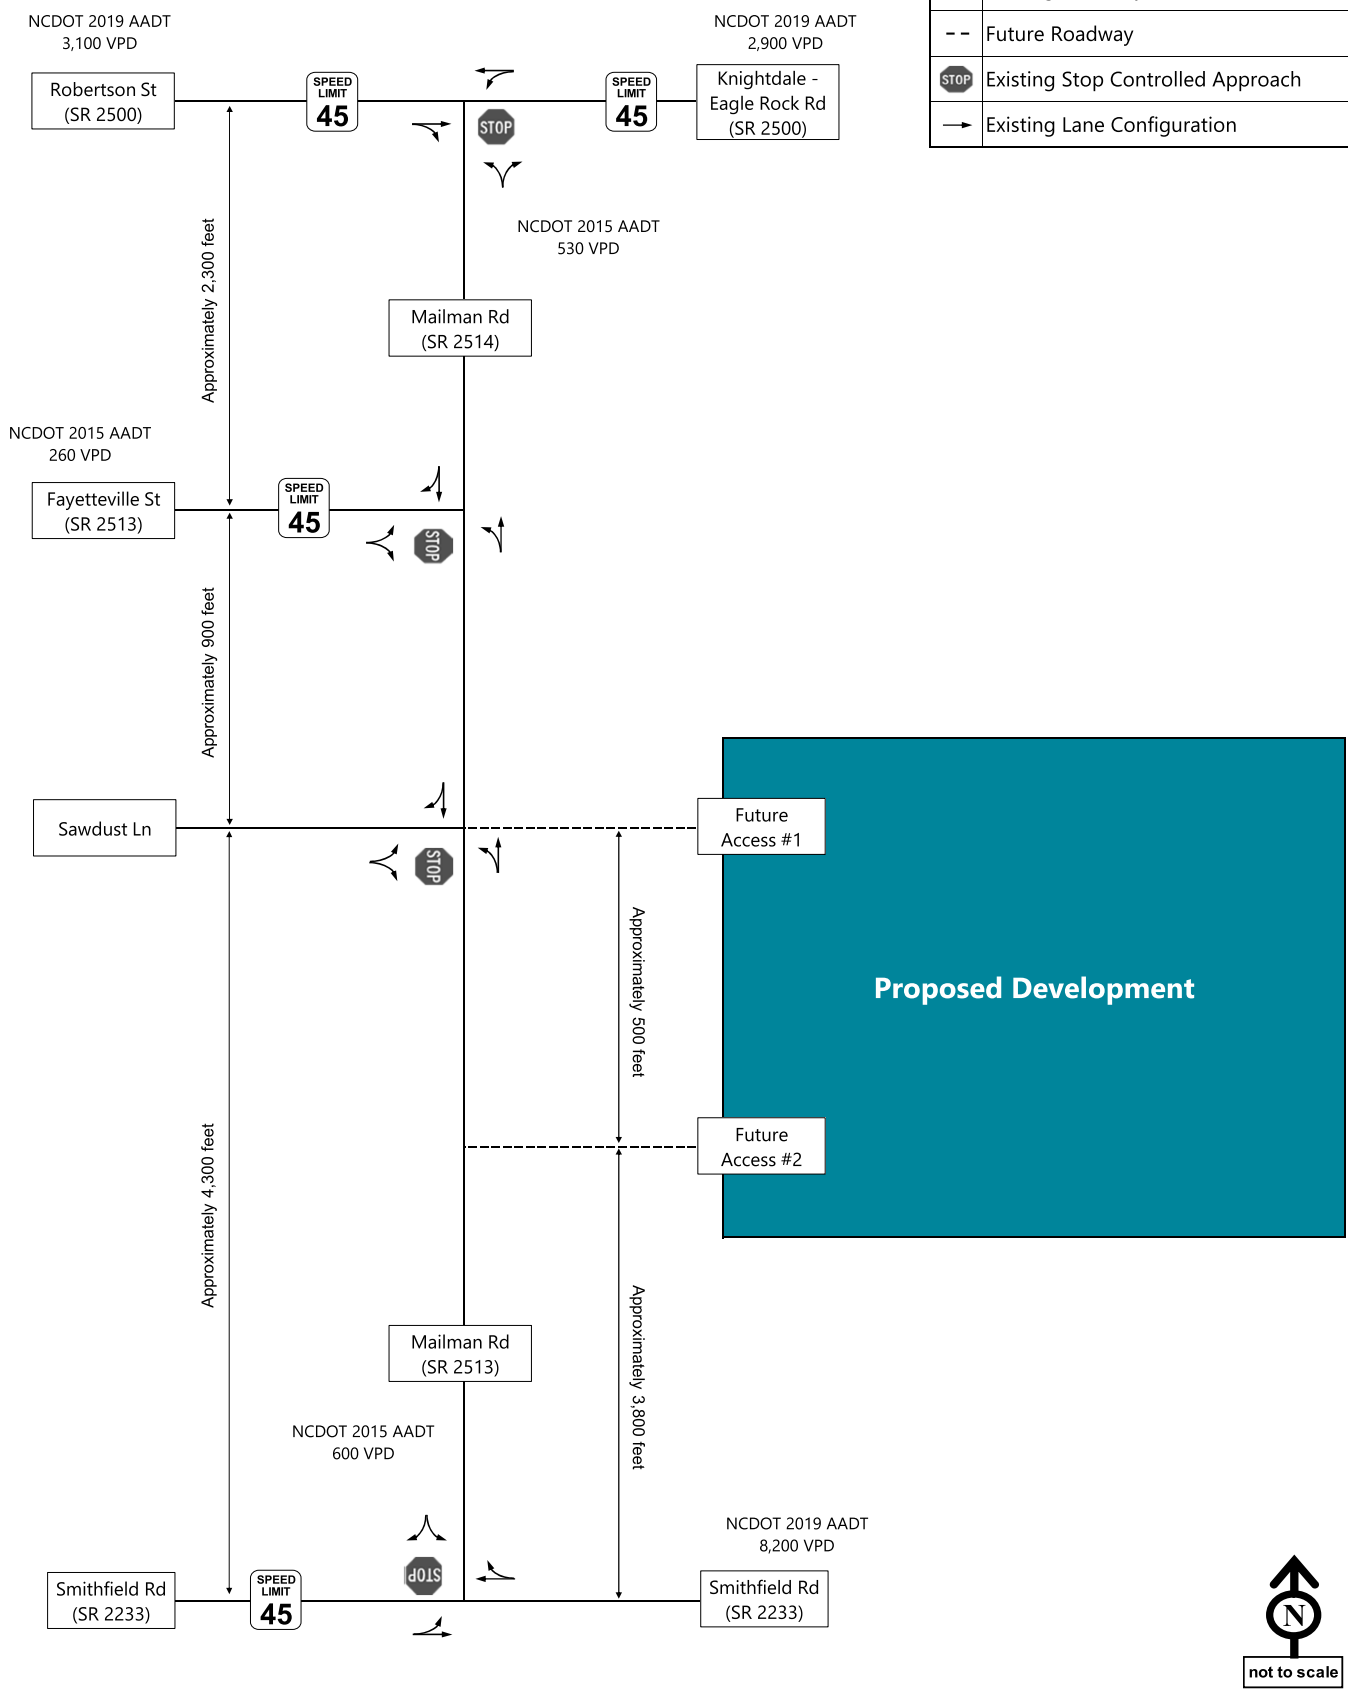 NCDOT 2019 AADT
3,100 VPD
NCDOT 2019 AADT
2,900 VPD
Future Roadway
STOP
Existing Stop Controlled Approach
Existing Lane Configuration
Robertson St
(SR 2500)
SPEED
LIMIT
45
SPEED
LIMIT
45
Knightdale -
Eagle Rock Rd
(SR 2500)
STOP
NCDOT 2015 AADT
530 VPD
Approximately 2,300 feet
Mailman Rd
(SR 2514)
NCDOT 2015 AADT
260 VPD
Fayetteville St
(SR 2513)
SPEED
LIMIT
45
STOP
Approximately 900 feet
Sawdust Ln
STOP
Future
Access #1
Approximately 500 feet
Proposed Development
Future
Access #2
Approximately 4,300 feet
Approximately 3,800 feet
Mailman Rd
(SR 2513)
NCDOT 2015 AADT
600 VPD
STOP
NCDOT 2019 AADT
8,200 VPD
Smithfield Rd
(SR 2233)
SPEED
LIMIT
45
Smithfield Rd
(SR 2233)
N
not to scale